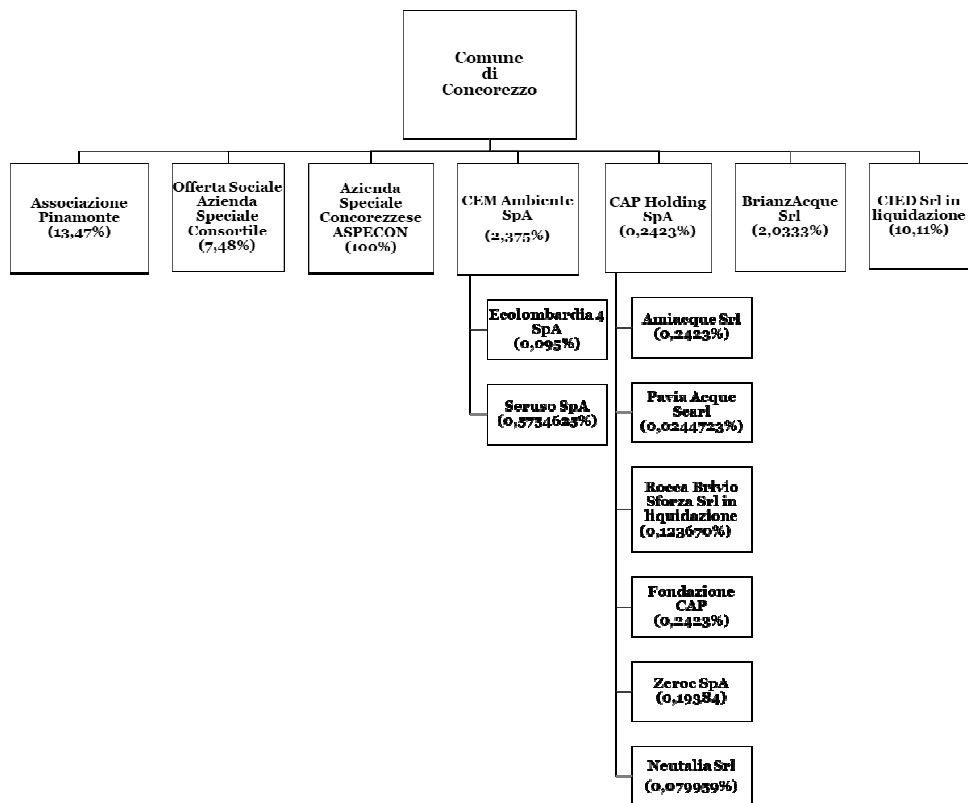 Comune
di
Concorezzo
Associazione
Pinamonte
(13,47%)
Offerta Sociale
Azienda
Speciale
Consortile
(7,48%)
Azienda
Speciale
Concorezzese
ASPECON
(100%)
CEM Ambiente
SpA
(2,375%)
CAP Holding
SpA
(0,2423%)
BrianzAcque
Srl
(2,0333%)
CIED Srl in
liquidazione
(10,11%)
Ecolombardia 4
SpA
(0,095%)
Seruso SpA
(0,5754625%)
Amiacque Srl
(0,2423%)
Pavia Acque
Scarl
(0,0244723%)
Rocca Brivio
Sforza Srl in
liquidazione
(0,123670%)
Fondazione
CAP
(0,2423%)
Zeroc SpA
(0,19384)
Neutalia Srl
(0,079959%)